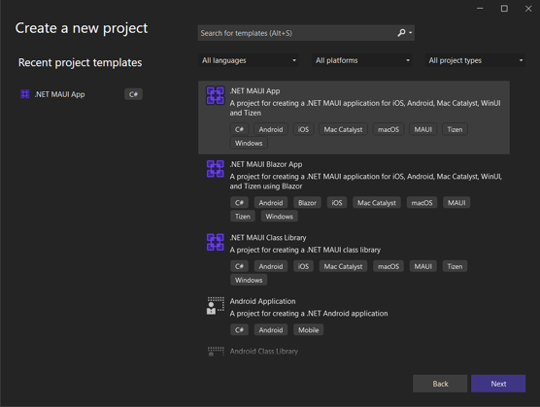 Create a new project
Search for templates (Alt+S)
Recent project templates
All languages
All platforms
All project types
.NET MAUI App
C#
.NET MAUI App
A project for creating a .NET MAUI application for iOS, Android, Mac Catalyst, WinUI
and Tizen
C# Android iOS Mac Catalyst macOS MAUI Tizen
Windows
.NET MAUI Blazor App
A project for creating a .NET MAUI application for iOS, Android, Mac Catalyst, WinUI,
and Tizen using Blazor
C# Android Blazor iOS Mac Catalyst macOS MAUI
Tizen Windows
.NET MAUI Class Library
A project for creating a .NET MAUI class library
C# Android iOS Mac Catalyst macOS MAUI Tizen
Windows
Android Application
A project for creating a .NET Android application
C# Android Mobile
Android Class Library
Back
Next